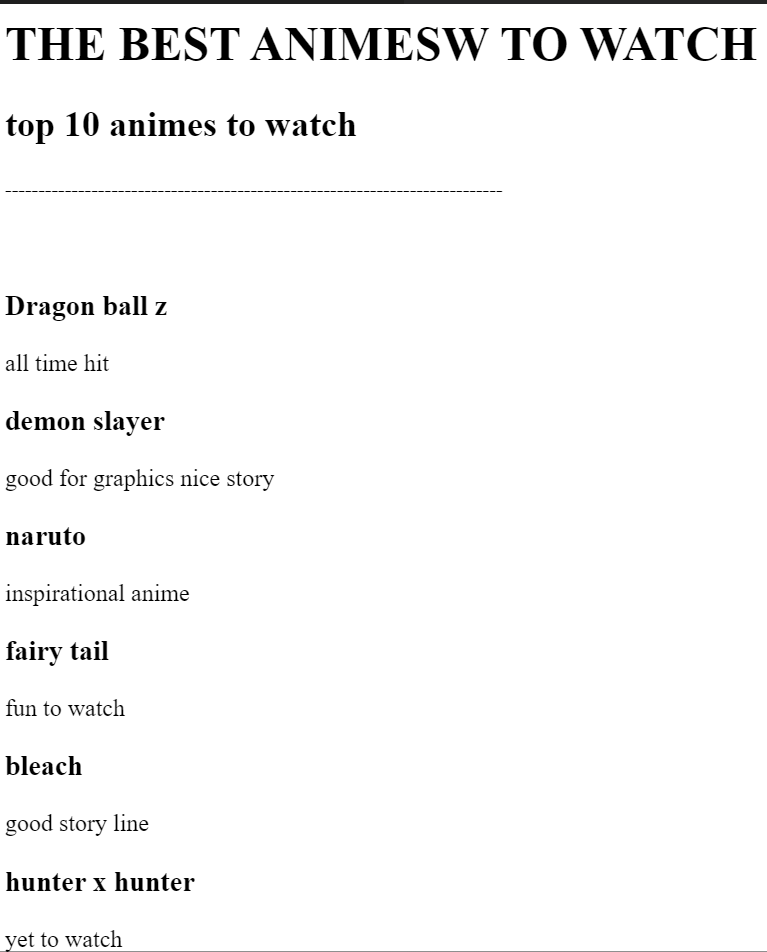 THE BEST ANIMESW TO WATCH
top 10 animes to watch
---------------------------------------------------------------------------
Dragon ball z
all time hit
demon slayer
good for graphics nice story
naruto
inspirational anime
fairy tail
fun to watch
bleach
good story line
hunter x hunter
yet to watch